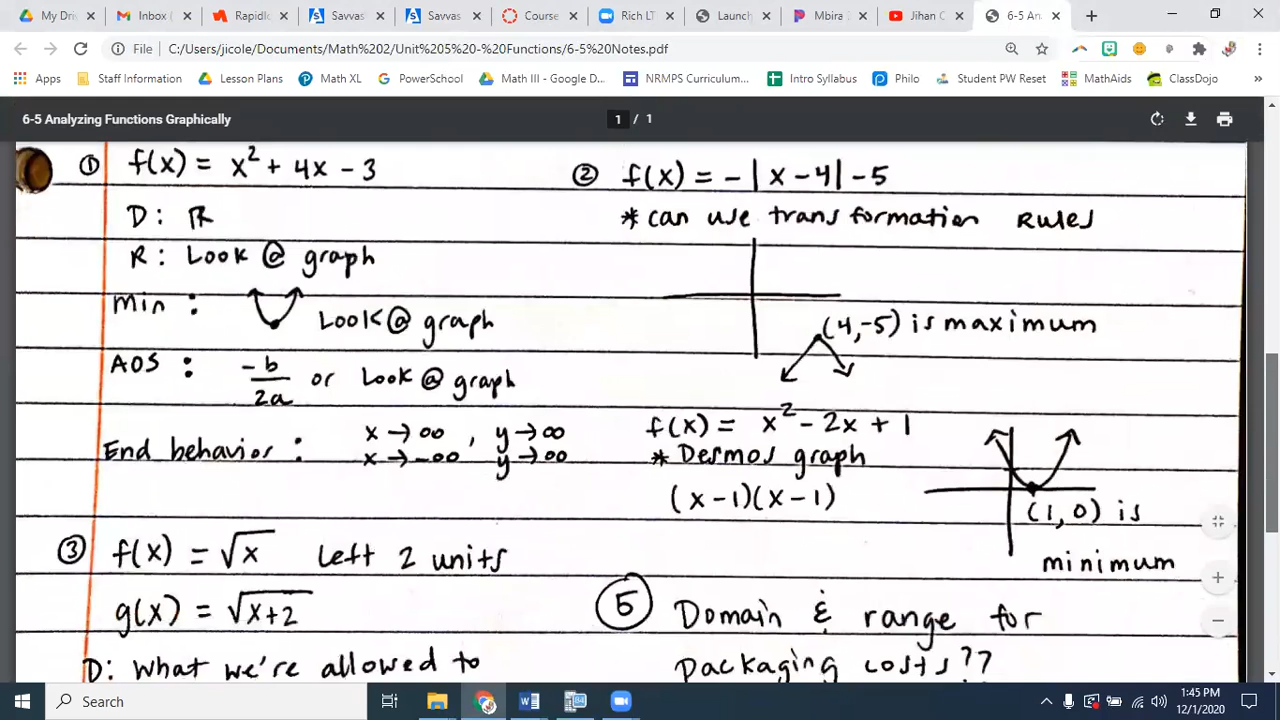 My Driv
Inbox (
RapidIo
Savvas
Savvas
Course
Rich LT
Launch
Mbira
Jihan C
6-5 An
File
C:/Users/jicole/Documents/Math%202/Unit%205%20-%20Functions/6-5%20Notes.pdf
Apps
Staff Information
Lesson Plans
Math XL
PowerSchool
Math III - Google D...
NRMPS Curriculum...
Intro Syllabus
Philo
Student PW Reset
MathAids
ClassDojo
6-5 Analyzing Functions Graphically
1 / 1
① f(x) = x² + 4x - 3
D: ℝ
R: Look @ graph
Min : Look @ graph
AOS : -b/2a or Look @ graph
End behavior : x → ∞ , y → ∞
x → -∞ y → ∞
② f(x) = -|x-4| - 5
*can use transformation Rules
(4,-5) is maximum
f(x) = x² - 2x + 1
* Desmos graph
(x-1)(x-1)
(1,0) is
minimum
③ f(x) = √x left 2 units
g(x) = √x+2
D: What we're allowed to
⑤ Domain & range for
packaging costs??
Search
1:45 PM
12/1/2020